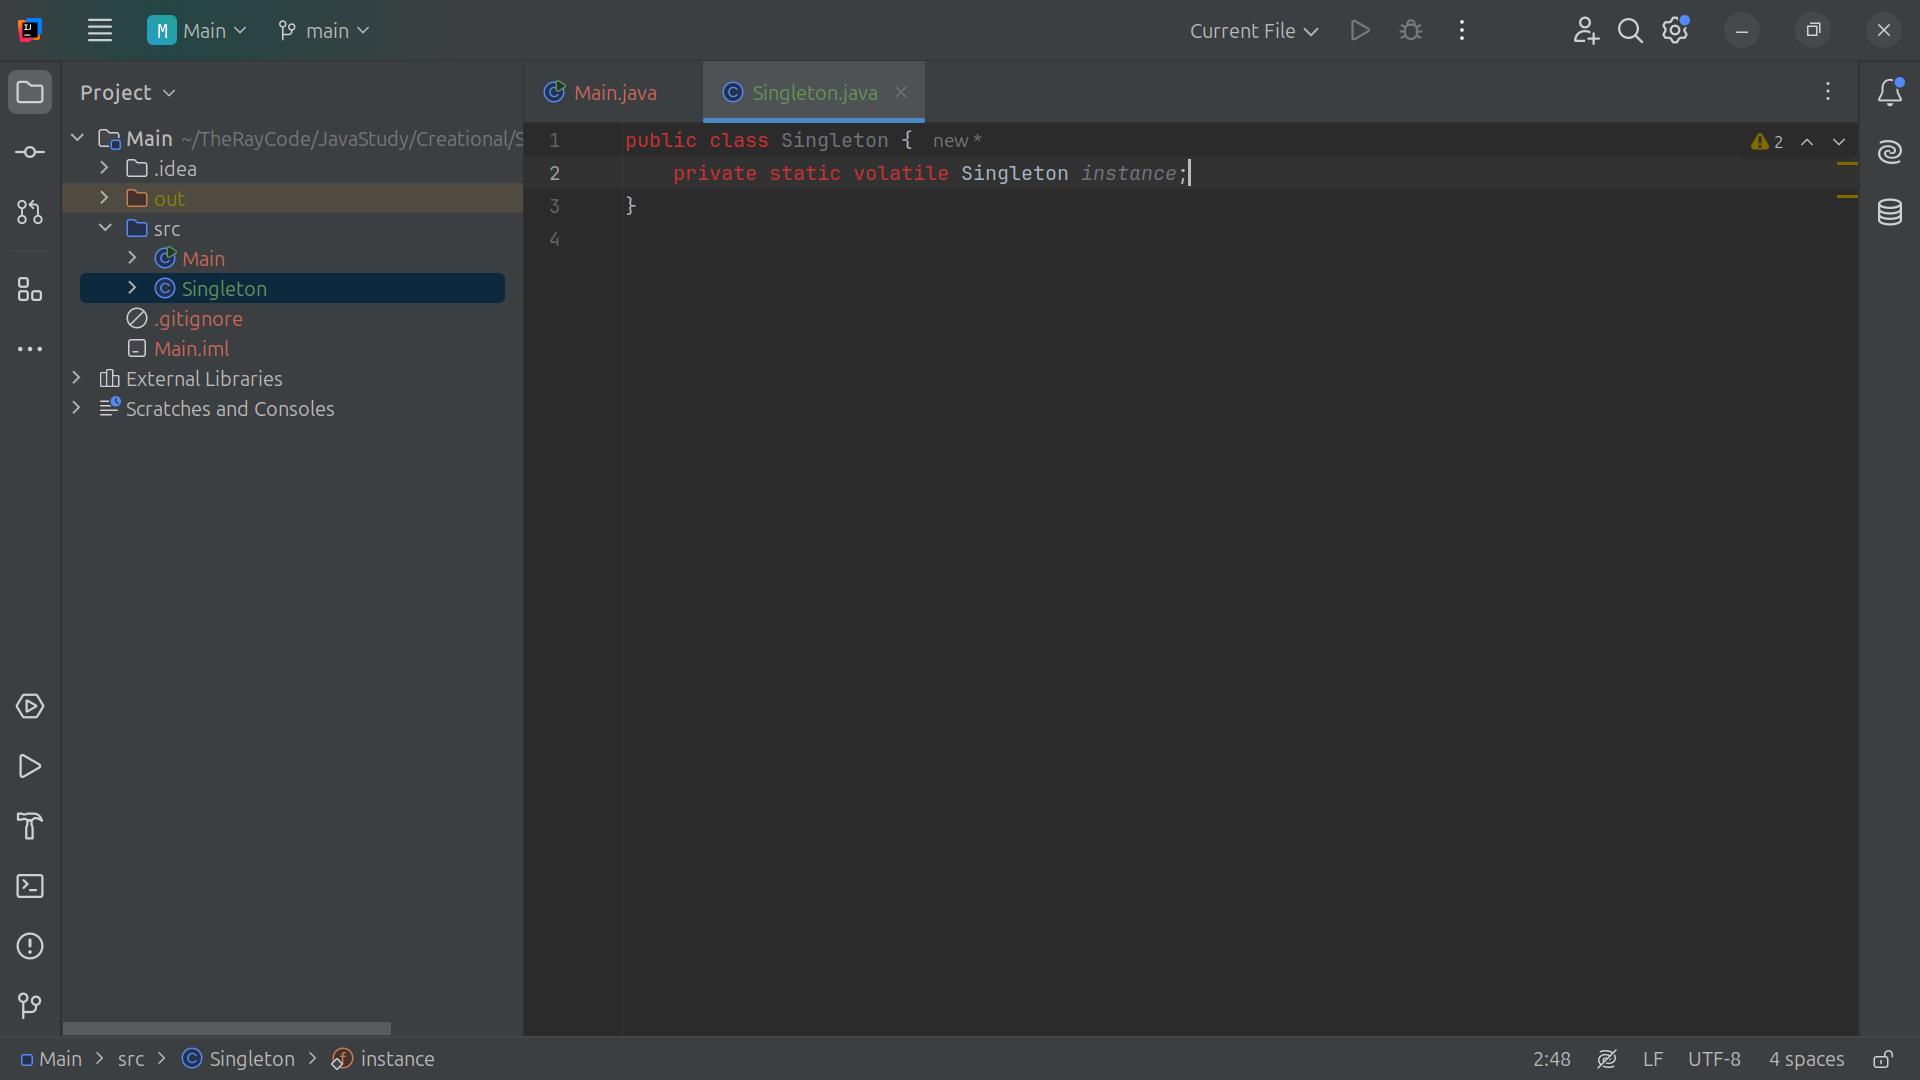 M Main main Current File
Project
Main ~/TheRayCode/JavaStudy/Creational/S
.idea
out
src
Main
Singleton
.gitignore
Main.iml
External Libraries
Scratches and Consoles
Main.java Singleton.java
1 public class Singleton { new *
2 private static volatile Singleton instance;
3 }
4
2
Main > src > Singleton > instance
2:48 LF UTF-8 4 spaces